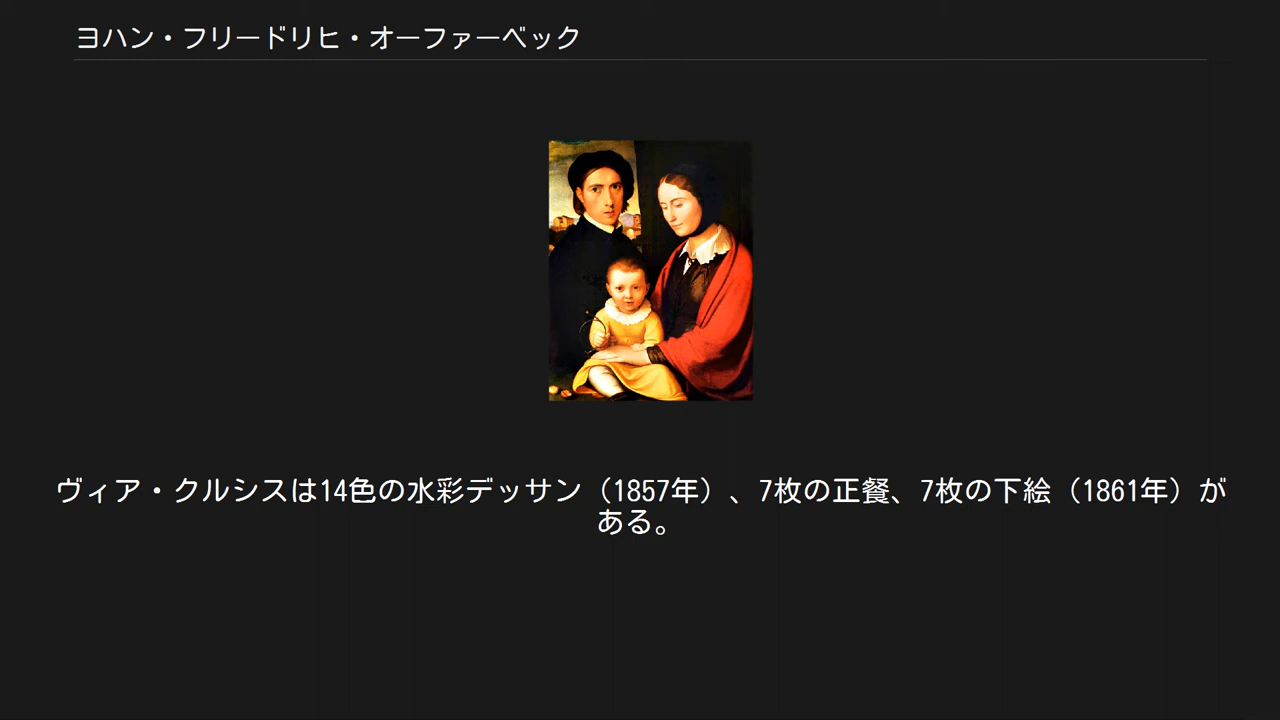 ヨハン・フリードリヒ・オーファーベック
ヴィア・クルシスは14色の水彩デッサン（1857年）、7枚の正餐、7枚の下絵（1861年）が
ある。